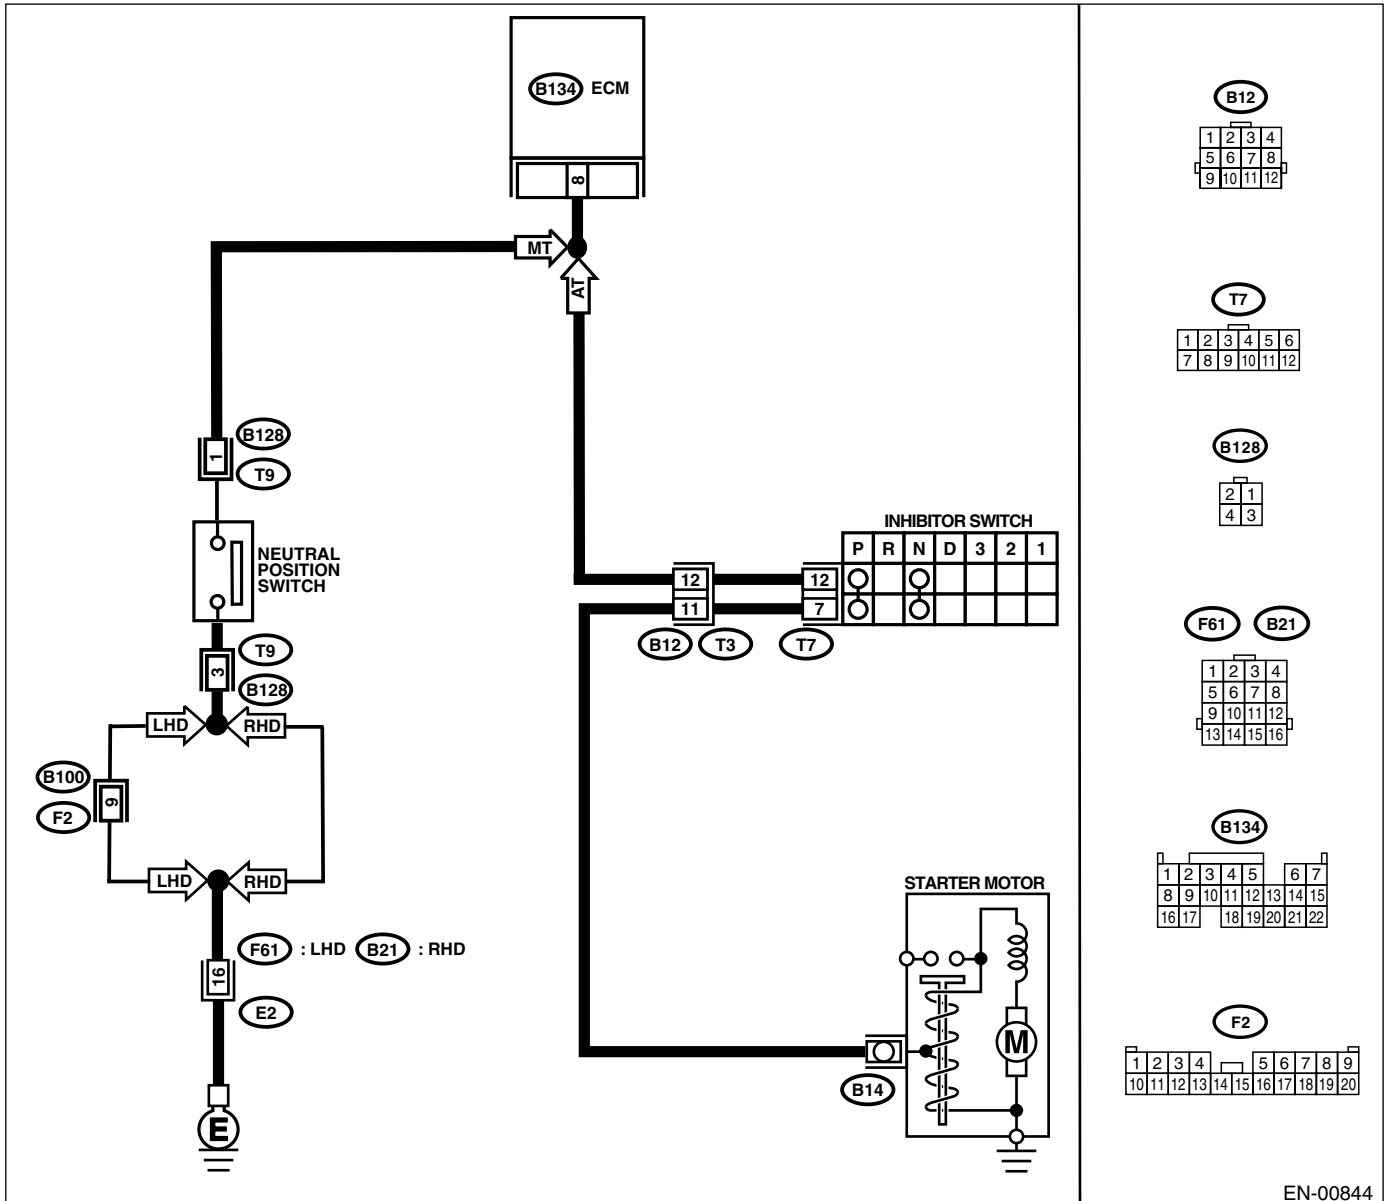 B134 ECM
8
MT
AT
B128
1
T9
NEUTRAL
POSITION
SWITCH
T9
3
B128
LHD RHD
B100
9
F2
LHD RHD
F61 : LHD B21 : RHD
16
E2
E
INHIBITOR SWITCH
P R N D 3 2 1
12 12
11 7
B12 T3 T7
STARTER MOTOR
M
B14
B12
1 2 3 4
5 6 7 8
9 10 11 12
T7
1 2 3 4 5 6
7 8 9 10 11 12
B128
2 1
4 3
F61 B21
1 2 3 4
5 6 7 8
9 10 11 12
13 14 15 16
B134
1 2 3 4 5 6 7
8 9 10 11 12 13 14 15
16 17 18 19 20 21 22
F2
1 2 3 4 5 6 7 8 9
10 11 12 13 14 15 16 17 18 19 20
EN-00844